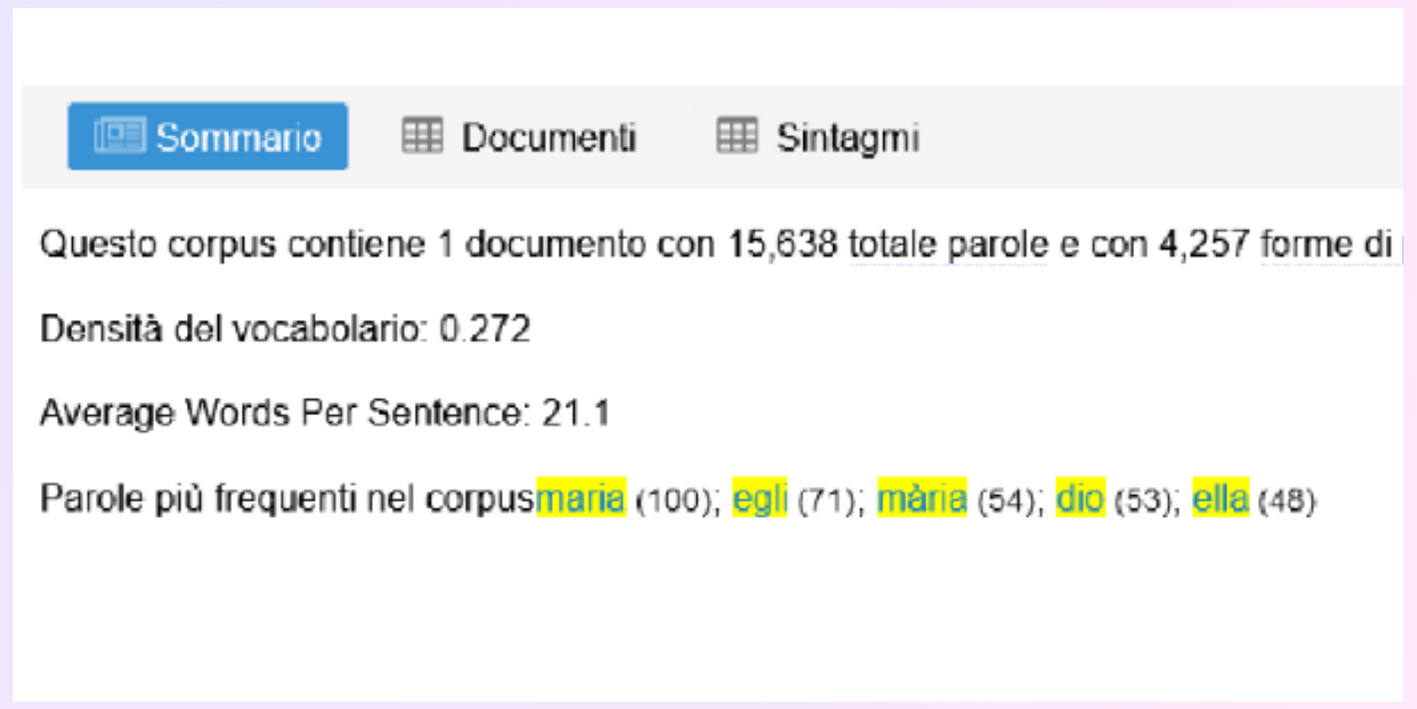 Sommario Documenti Sintagmi
Questo corpus contiene 1 documento con 15,638 totale parole e con 4,257 forme di
Densità del vocabolario: 0.272
Average Words Per Sentence: 21.1
Parole più frequenti nel corpusmaria (100); egli (71); mària (54); dio (53); ella (48)